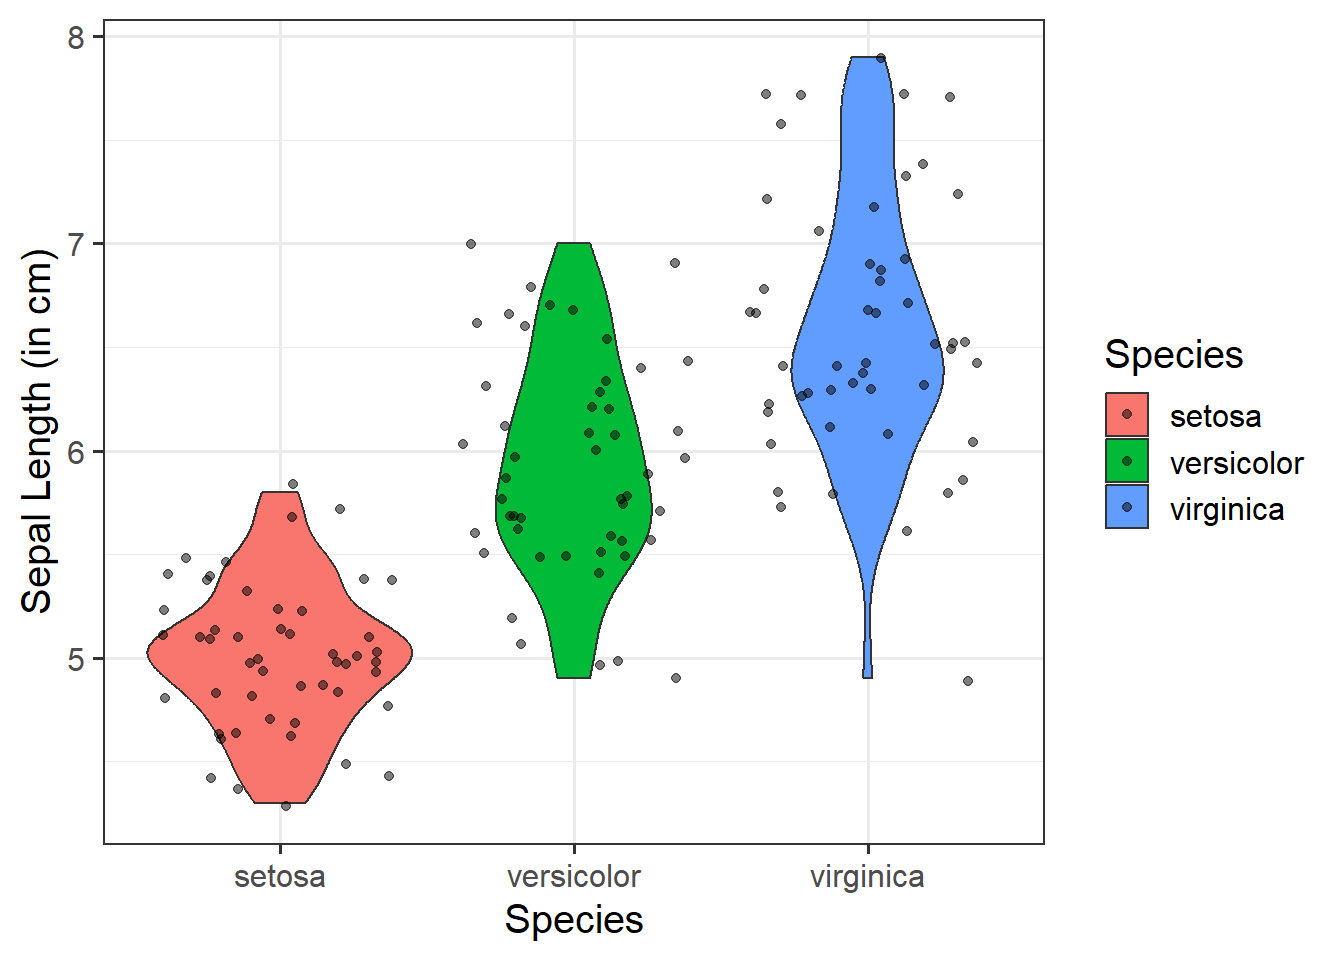 8
7
6
5
Sepal Length (in cm)
setosa
versicolor
virginica
Species
Species
setosa
versicolor
virginica